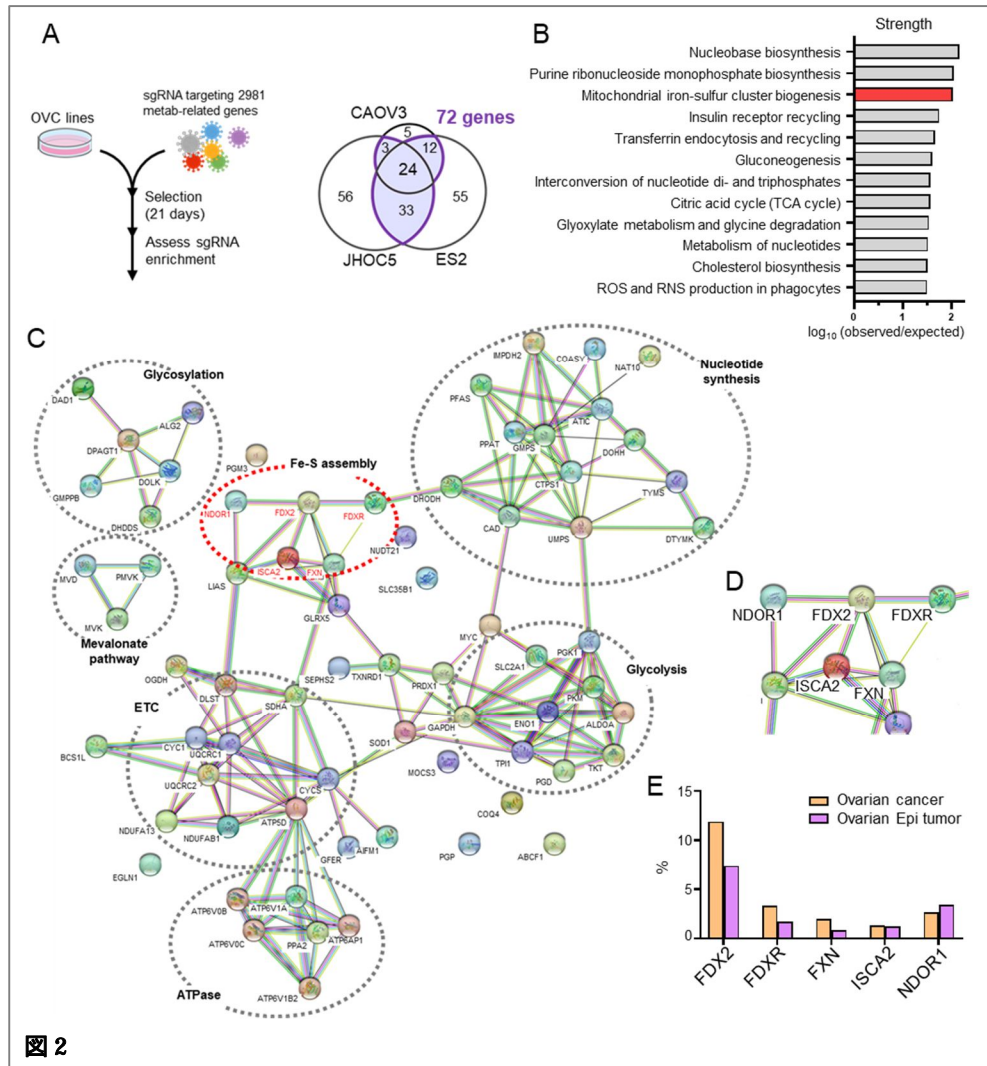 A
OVC lines
sgRNA targeting 2981
metab-related genes
Selection
(21 days)
Assess sgRNA
enrichment
CAOV3
72 genes
5
3
12
24
56
55
33
JHOC5
ES2
B
Strength
Nucleobase biosynthesis
Purine ribonucleoside monophosphate biosynthesis
Mitochondrial iron-sulfur cluster biogenesis
Insulin receptor recycling
Transferrin endocytosis and recycling
Gluconeogenesis
Interconversion of nucleotide di- and triphosphates
Citric acid cycle (TCA cycle)
Glyoxylate metabolism and glycine degradation
Metabolism of nucleotides
Cholesterol biosynthesis
ROS and RNS production in phagocytes
0 1 2
log10 (observed/expected)
C
Glycosylation
DAD1
ALG2
DPAGT1
DOLK
GMPPB
DHDDS
MVD
PMVK
MVK
Mevalonate
pathway
PGM3
Fe-S assembly
NDOR1
FDX2
FDXR
ISCA2
FXN
LIAS
GLRX5
NUDT21
SLC35B1
Nucleotide
synthesis
IMPDH2
COASY
NAT10
PFAS
ATIC
PPAT
GMPS
DOHH
CTPS1
TYMS
DHODH
CAD
UMPS
DTYMK
MYC
SLC2A1
PGK1
Glycolysis
PKM
ENO1
ALDOA
GAPDH
TPI1
PGD
TKT
SEPHS2
TXNRD1
PRDX1
SOD1
MOCS3
COQ4
PGP
ABCF1
OGDH
ETC
DLST
SDHA
BCS1L
CYC1
UQCRC1
UQCRC2
CYCS
NDUFA13
NDUFAB1
ATP5D
GFER
AIFM1
EGLN1
ATP6V0B
ATP6V1A
ATP6V0C
PPA2
ATP6AP1
ATP6V1B2
ATPase
D
NDOR1
FDX2
FDXR
ISCA2
FXN
E
Ovarian cancer
Ovarian Epi tumor
15
10
5
0
%
FDX2
FDXR
FXN
ISCA2
NDOR1
図 2